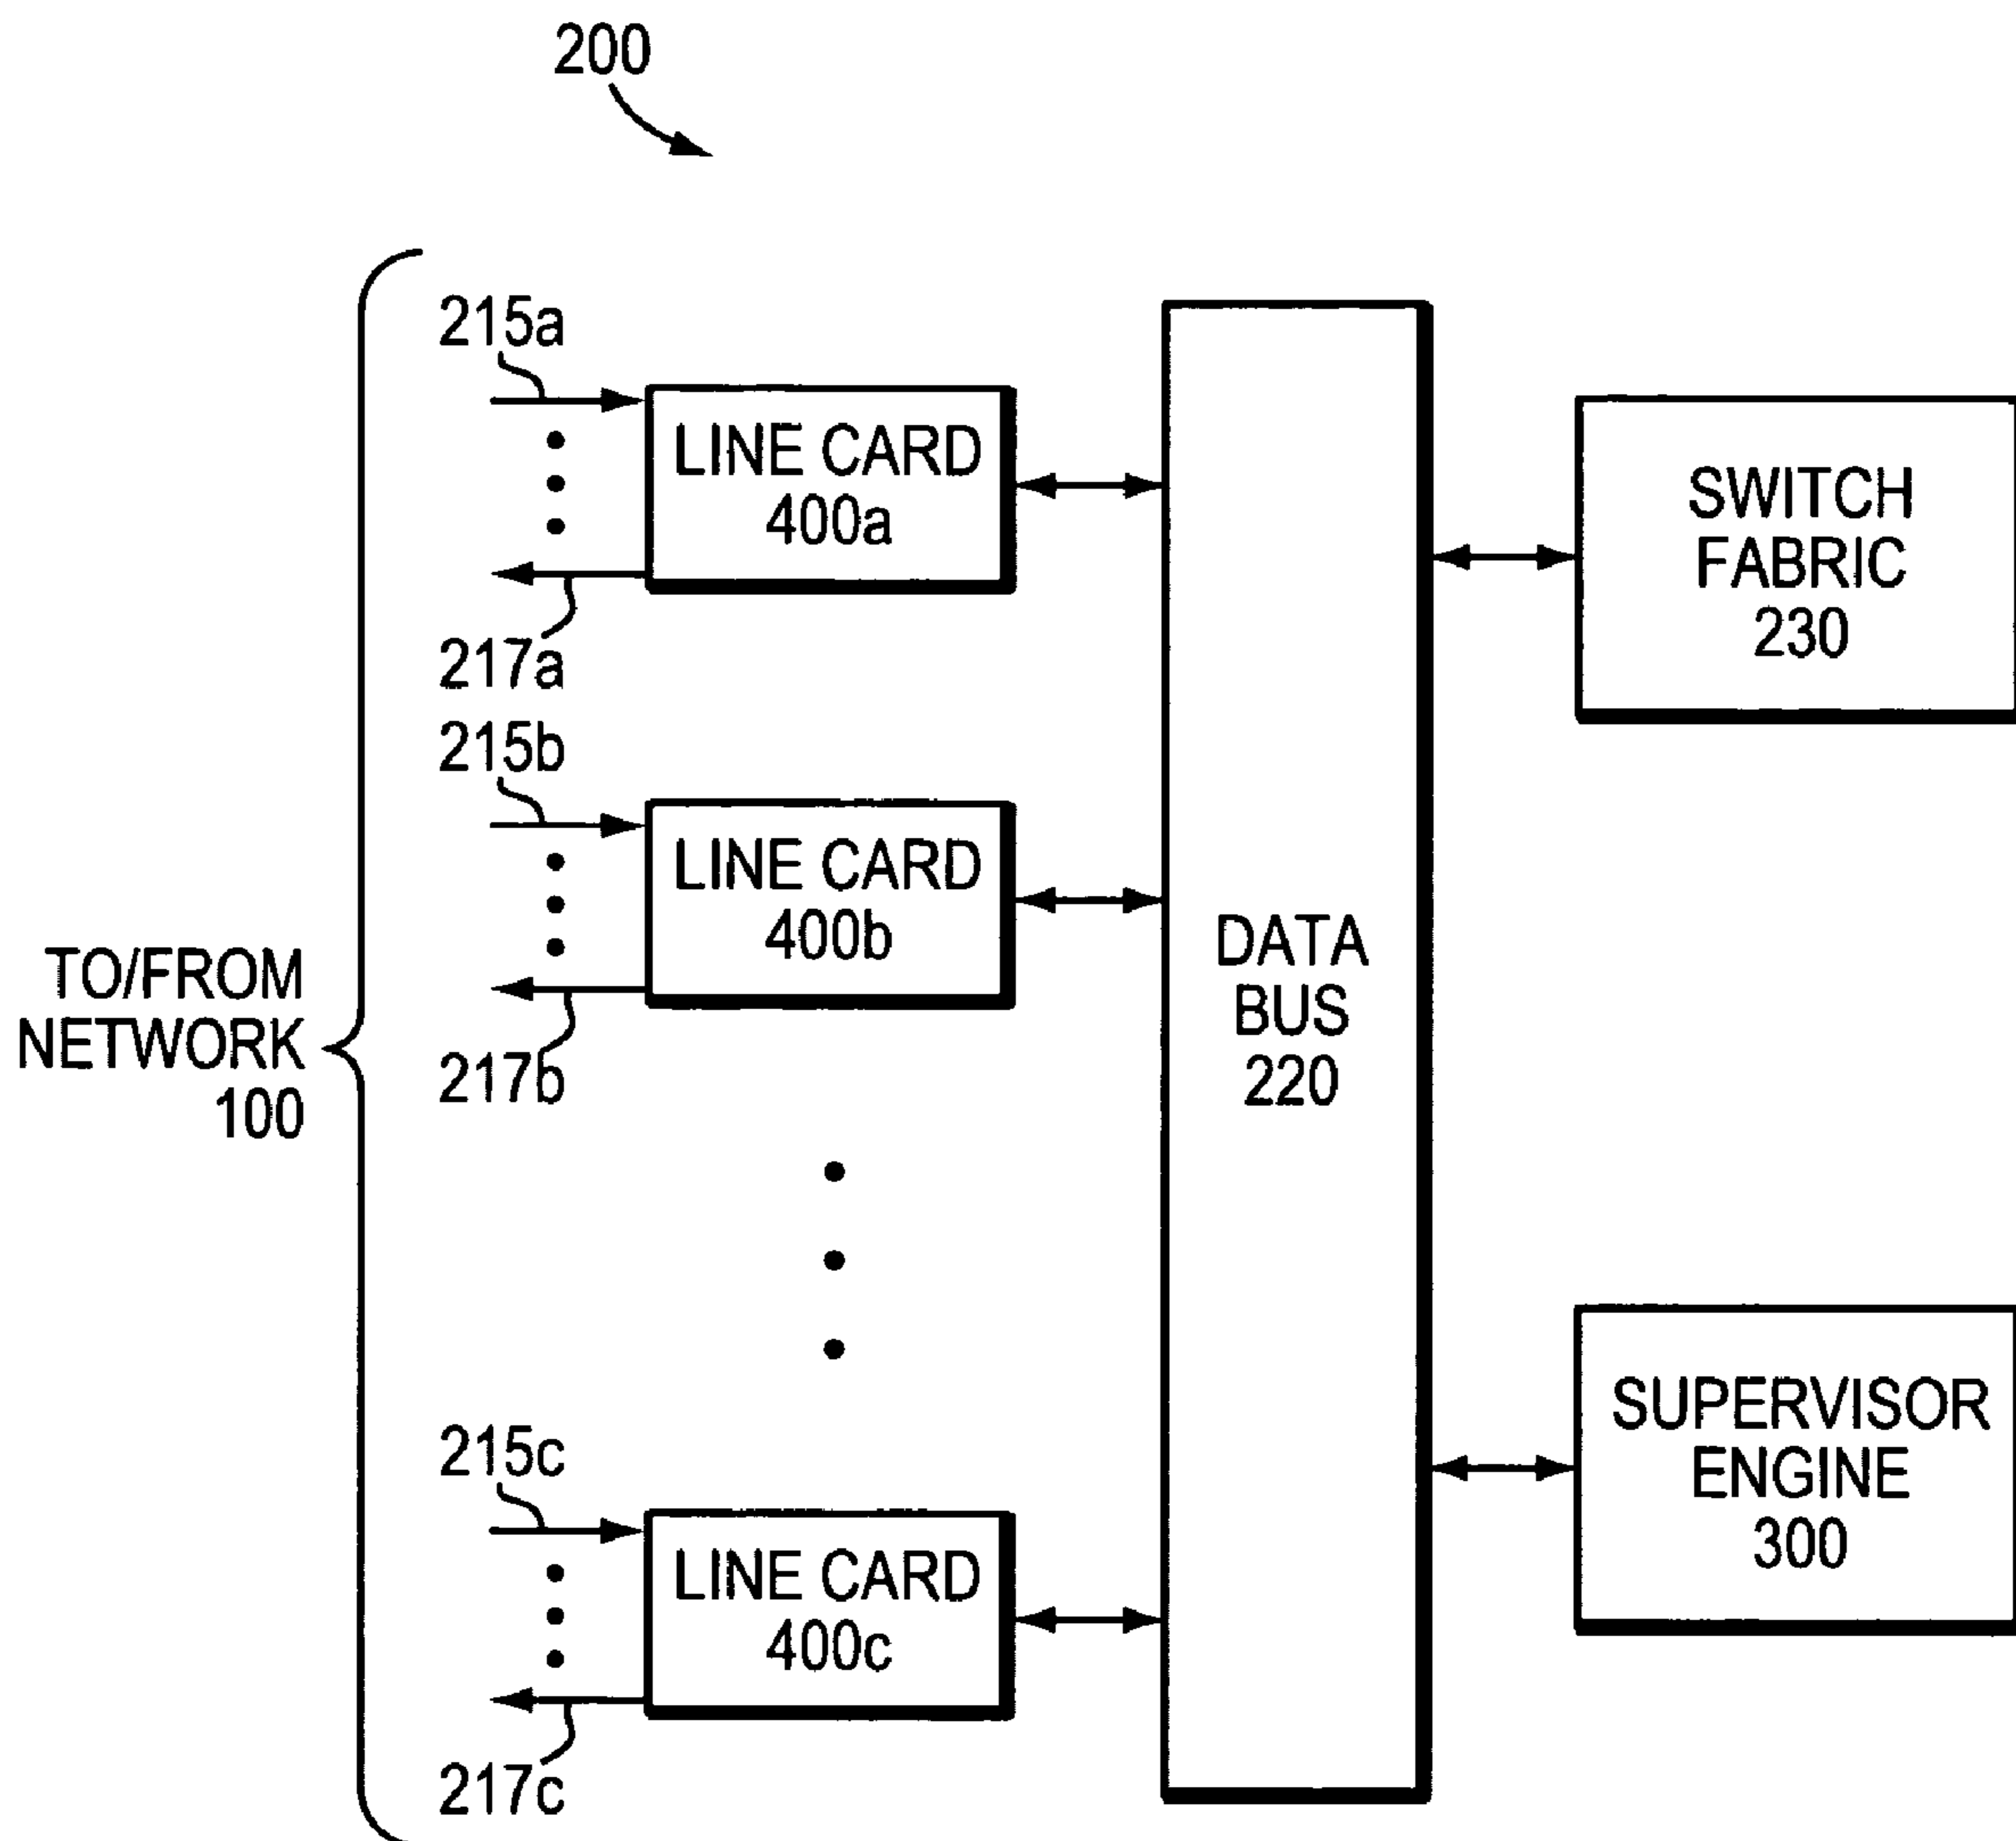 200
TO/FROM
NETWORK
100
215a
LINE CARD
400a
217a
215b
LINE CARD
400b
217b
215c
LINE CARD
400c
217c
DATA
BUS
220
SWITCH
FABRIC
230
SUPERVISOR
ENGINE
300